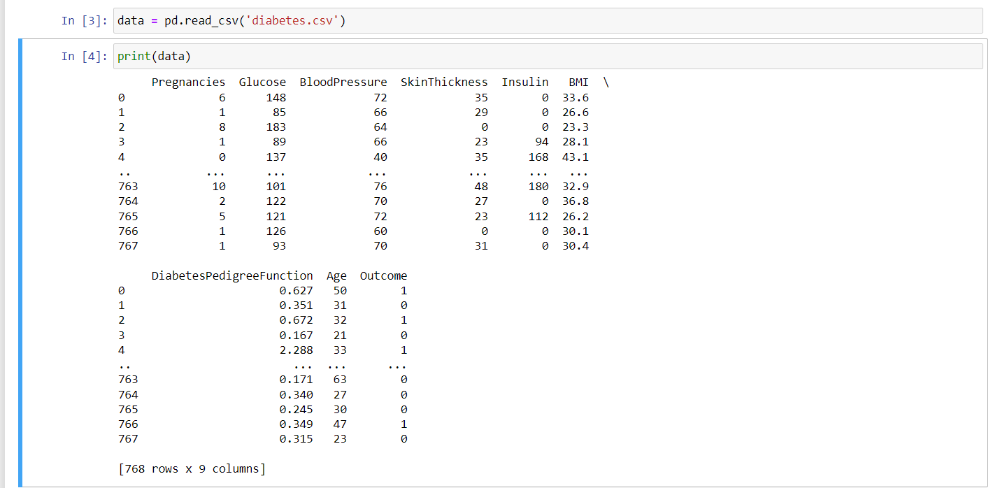 In [3]: data = pd.read_csv('diabetes.csv')
In [4]: print(data)
Pregnancies Glucose BloodPressure SkinThickness Insulin BMI \
0 6 148 72 35 0 33.6
1 1 85 66 29 0 26.6
2 8 183 64 0 0 23.3
3 1 89 66 23 94 28.1
4 0 137 40 35 168 43.1
.. ... ... ... ... ... ...
763 10 101 76 48 180 32.9
764 2 122 70 27 0 36.8
765 5 121 72 23 112 26.2
766 1 126 60 0 0 30.1
767 1 93 70 31 0 30.4
DiabetesPedigreeFunction Age Outcome
0 0.627 50 1
1 0.351 31 0
2 0.672 32 1
3 0.167 21 0
4 2.288 33 1
.. ... ... ...
763 0.171 63 0
764 0.340 27 0
765 0.245 30 0
766 0.349 47 1
767 0.315 23 0
[768 rows x 9 columns]